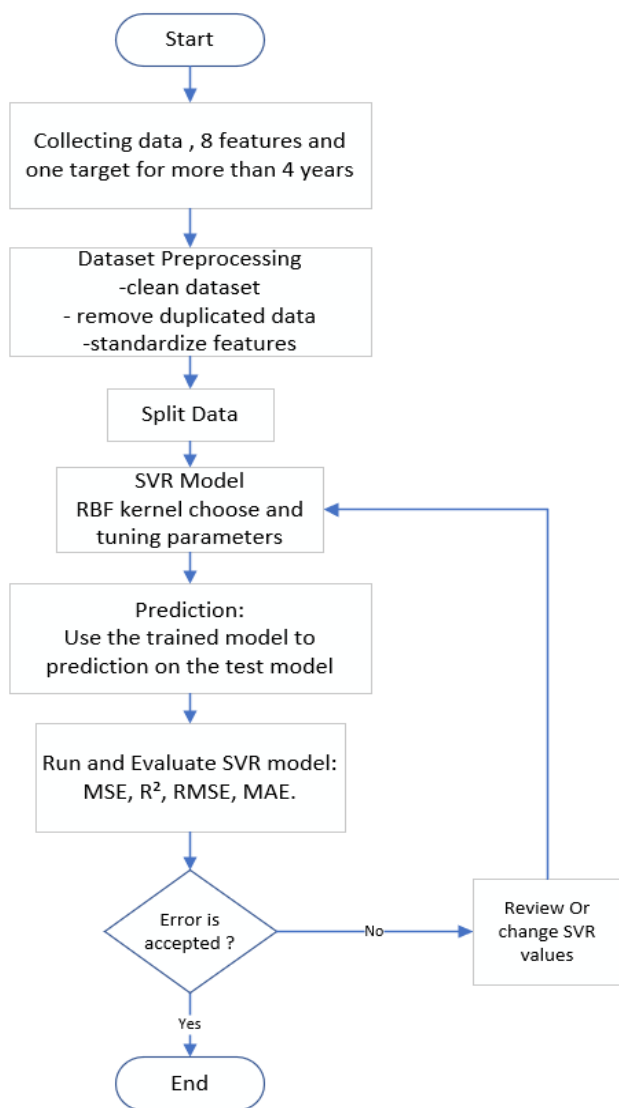 Start
Collecting data , 8 features and
one target for more than 4 years
Dataset Preprocessing
-clean dataset
- remove duplicated data
-standardize features
Split Data
SVR Model
RBF kernel choose and
tuning parameters
Prediction:
Use the trained model to
prediction on the test model
Run and Evaluate SVR model:
MSE, R², RMSE, MAE.
Error is
accepted ?
No
Review Or
change SVR
values
Yes
End